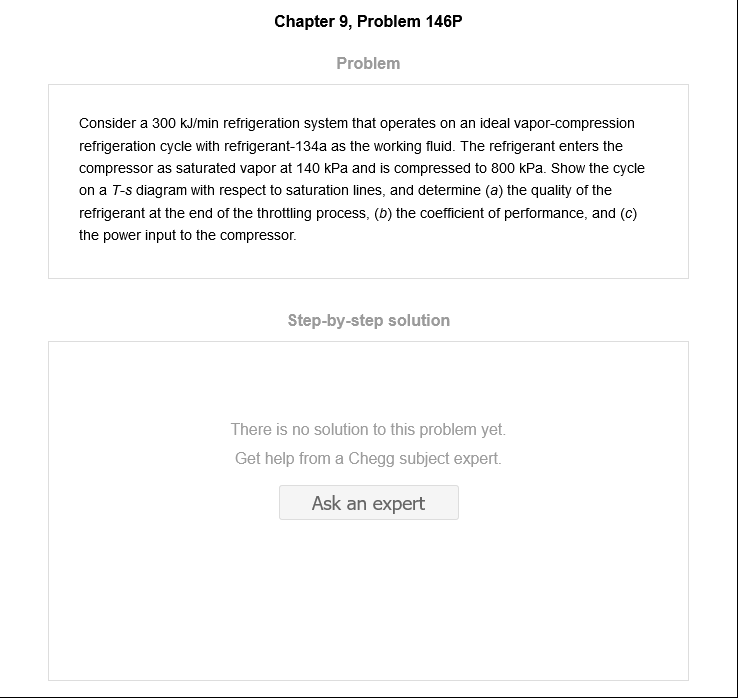 Chapter 9, Problem 146P
Problem
Consider a 300 kJ/min refrigeration system that operates on an ideal vapor-compression
refrigeration cycle with refrigerant-134a as the working fluid. The refrigerant enters the
compressor as saturated vapor at 140 kPa and is compressed to 800 kPa. Show the cycle
on a T-s diagram with respect to saturation lines, and determine (a) the quality of the
refrigerant at the end of the throttling process, (b) the coefficient of performance, and (c)
the power input to the compressor.
Step-by-step solution
There is no solution to this problem yet.
Get help from a Chegg subject expert.
Ask an expert